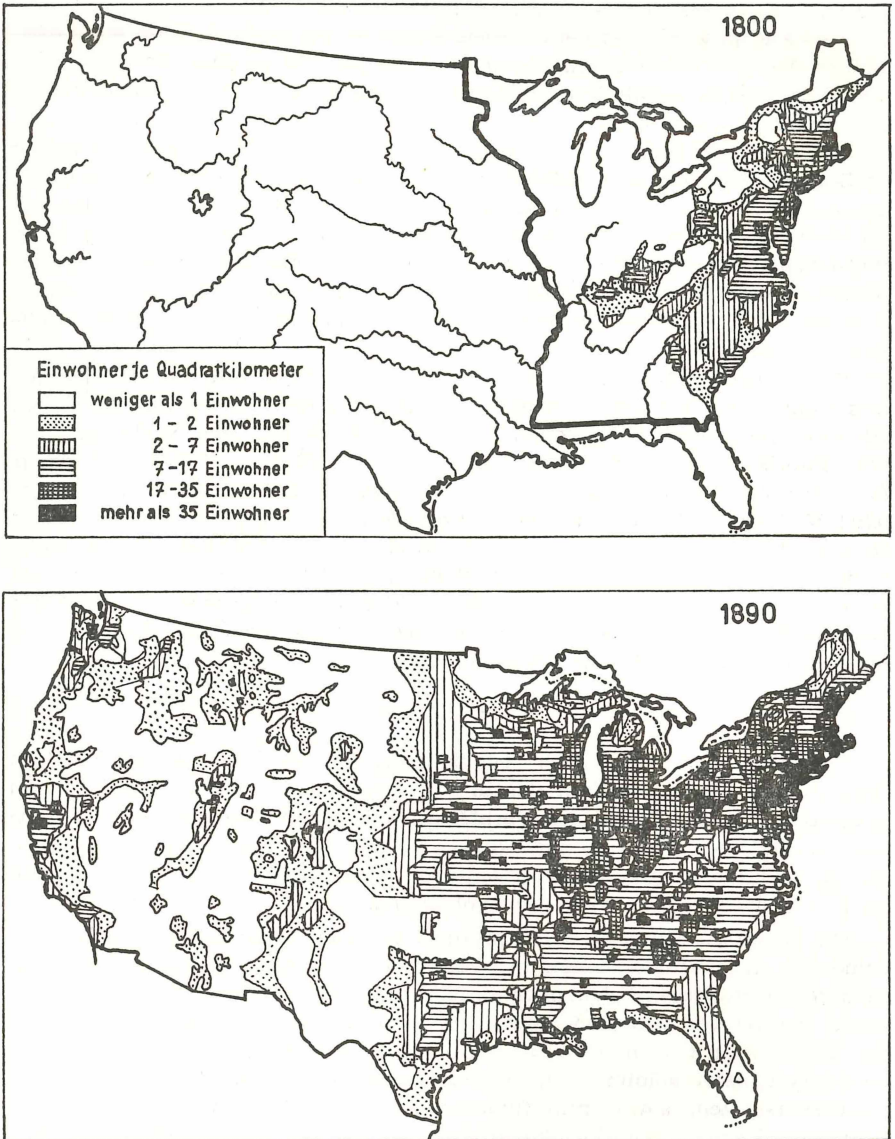 1800
Einwohner je Quadratkilometer
weniger als 1 Einwohner
1 - 2 Einwohner
2 - 7 Einwohner
7-17 Einwohner
17-35 Einwohner
mehr als 35 Einwohner
1890